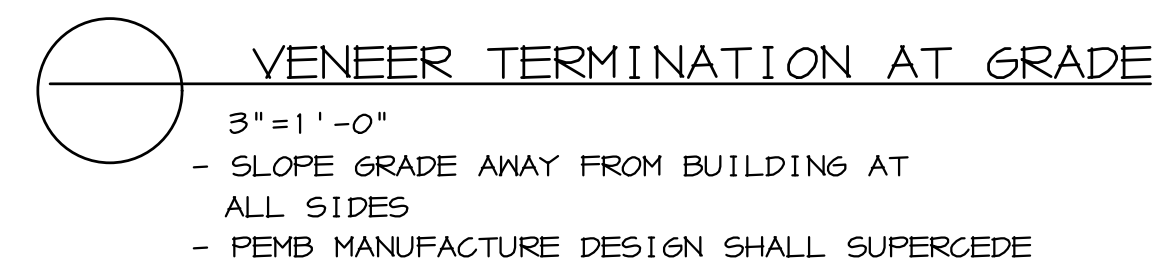 VENEER TERMINATION AT GRADE
3"=1'-0"
- SLOPE GRADE AWAY FROM BUILDING AT
ALL SIDES
- PEMB MANUFACTURE DESIGN SHALL SUPERCEDE